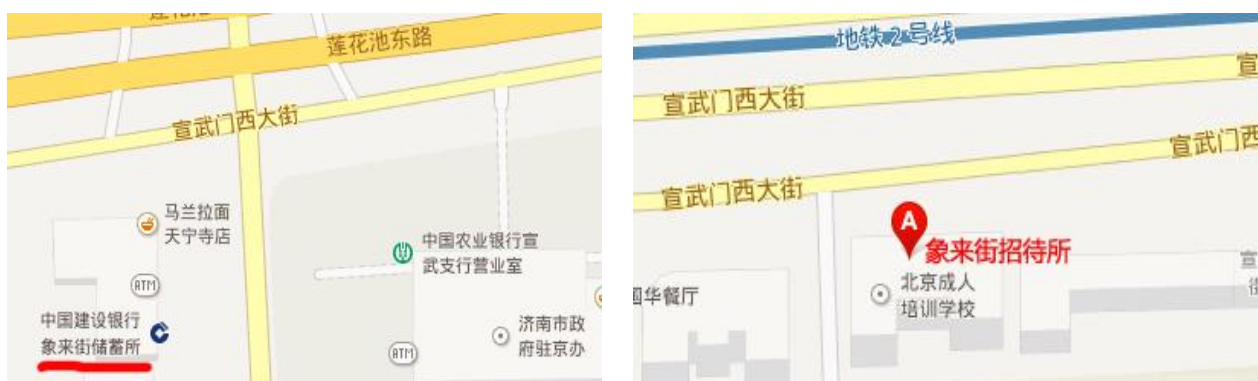 莲花池东路
宣武门西大街
马兰拉面
天宁寺店
中国农业银行宣
武支行营业室
ATM
中国建设银行
象来街储蓄所
济南市政
府驻京办
ATM
地铁2号线
宣
宣武门西大街
宣武门西
宣武门西大街
A
象来街招待所
北京成人
培训学校
华餐厅
宣